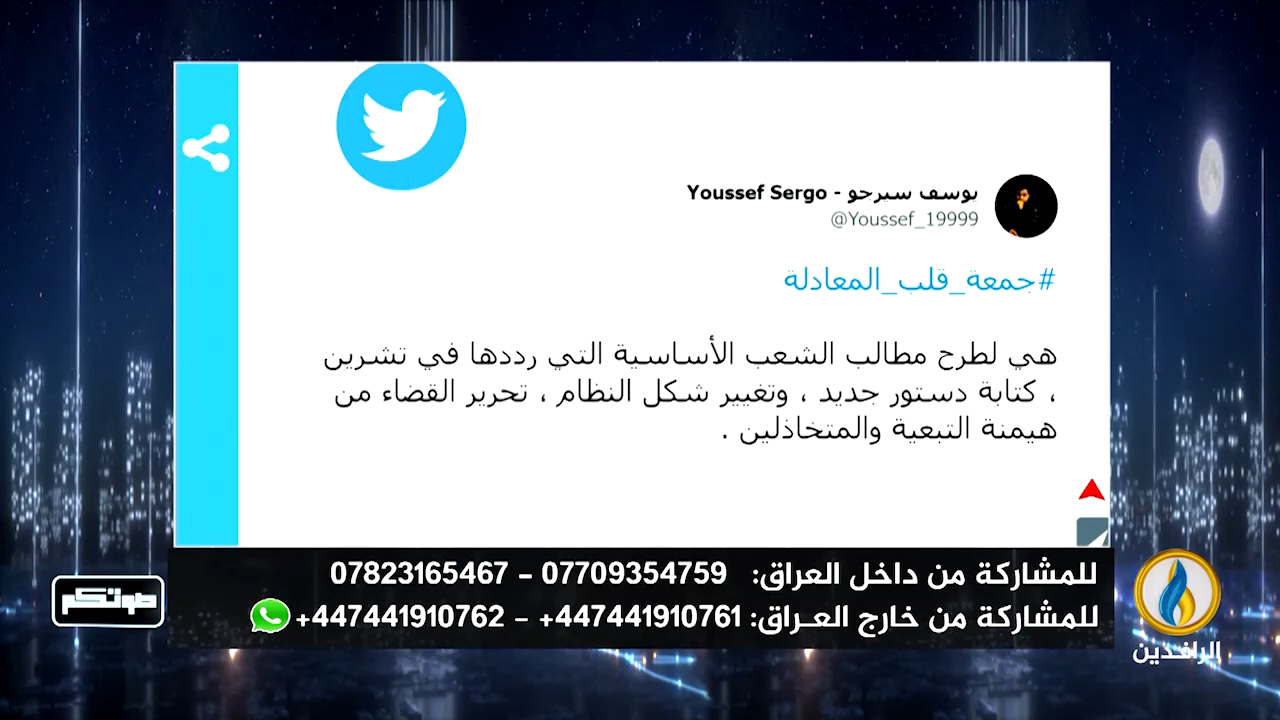 يوسف سيرجو - Youssef Sergo
@Youssef_19999
#جمعة_قلب_المعادلة
هي لطرح مطالب الشعب الأساسية التي رددها في تشرين
، كتابة دستور جديد ، وتغيير شكل النظام ، تحرير القضاء من
هيمنة التبعية والمتخاذلين .
للمشاركة من داخل العراق: 07709354759 - 07823165467
للمشاركة من خارج العـراق: 447441910761+ - 447441910762+
صوتكم
الرافدين